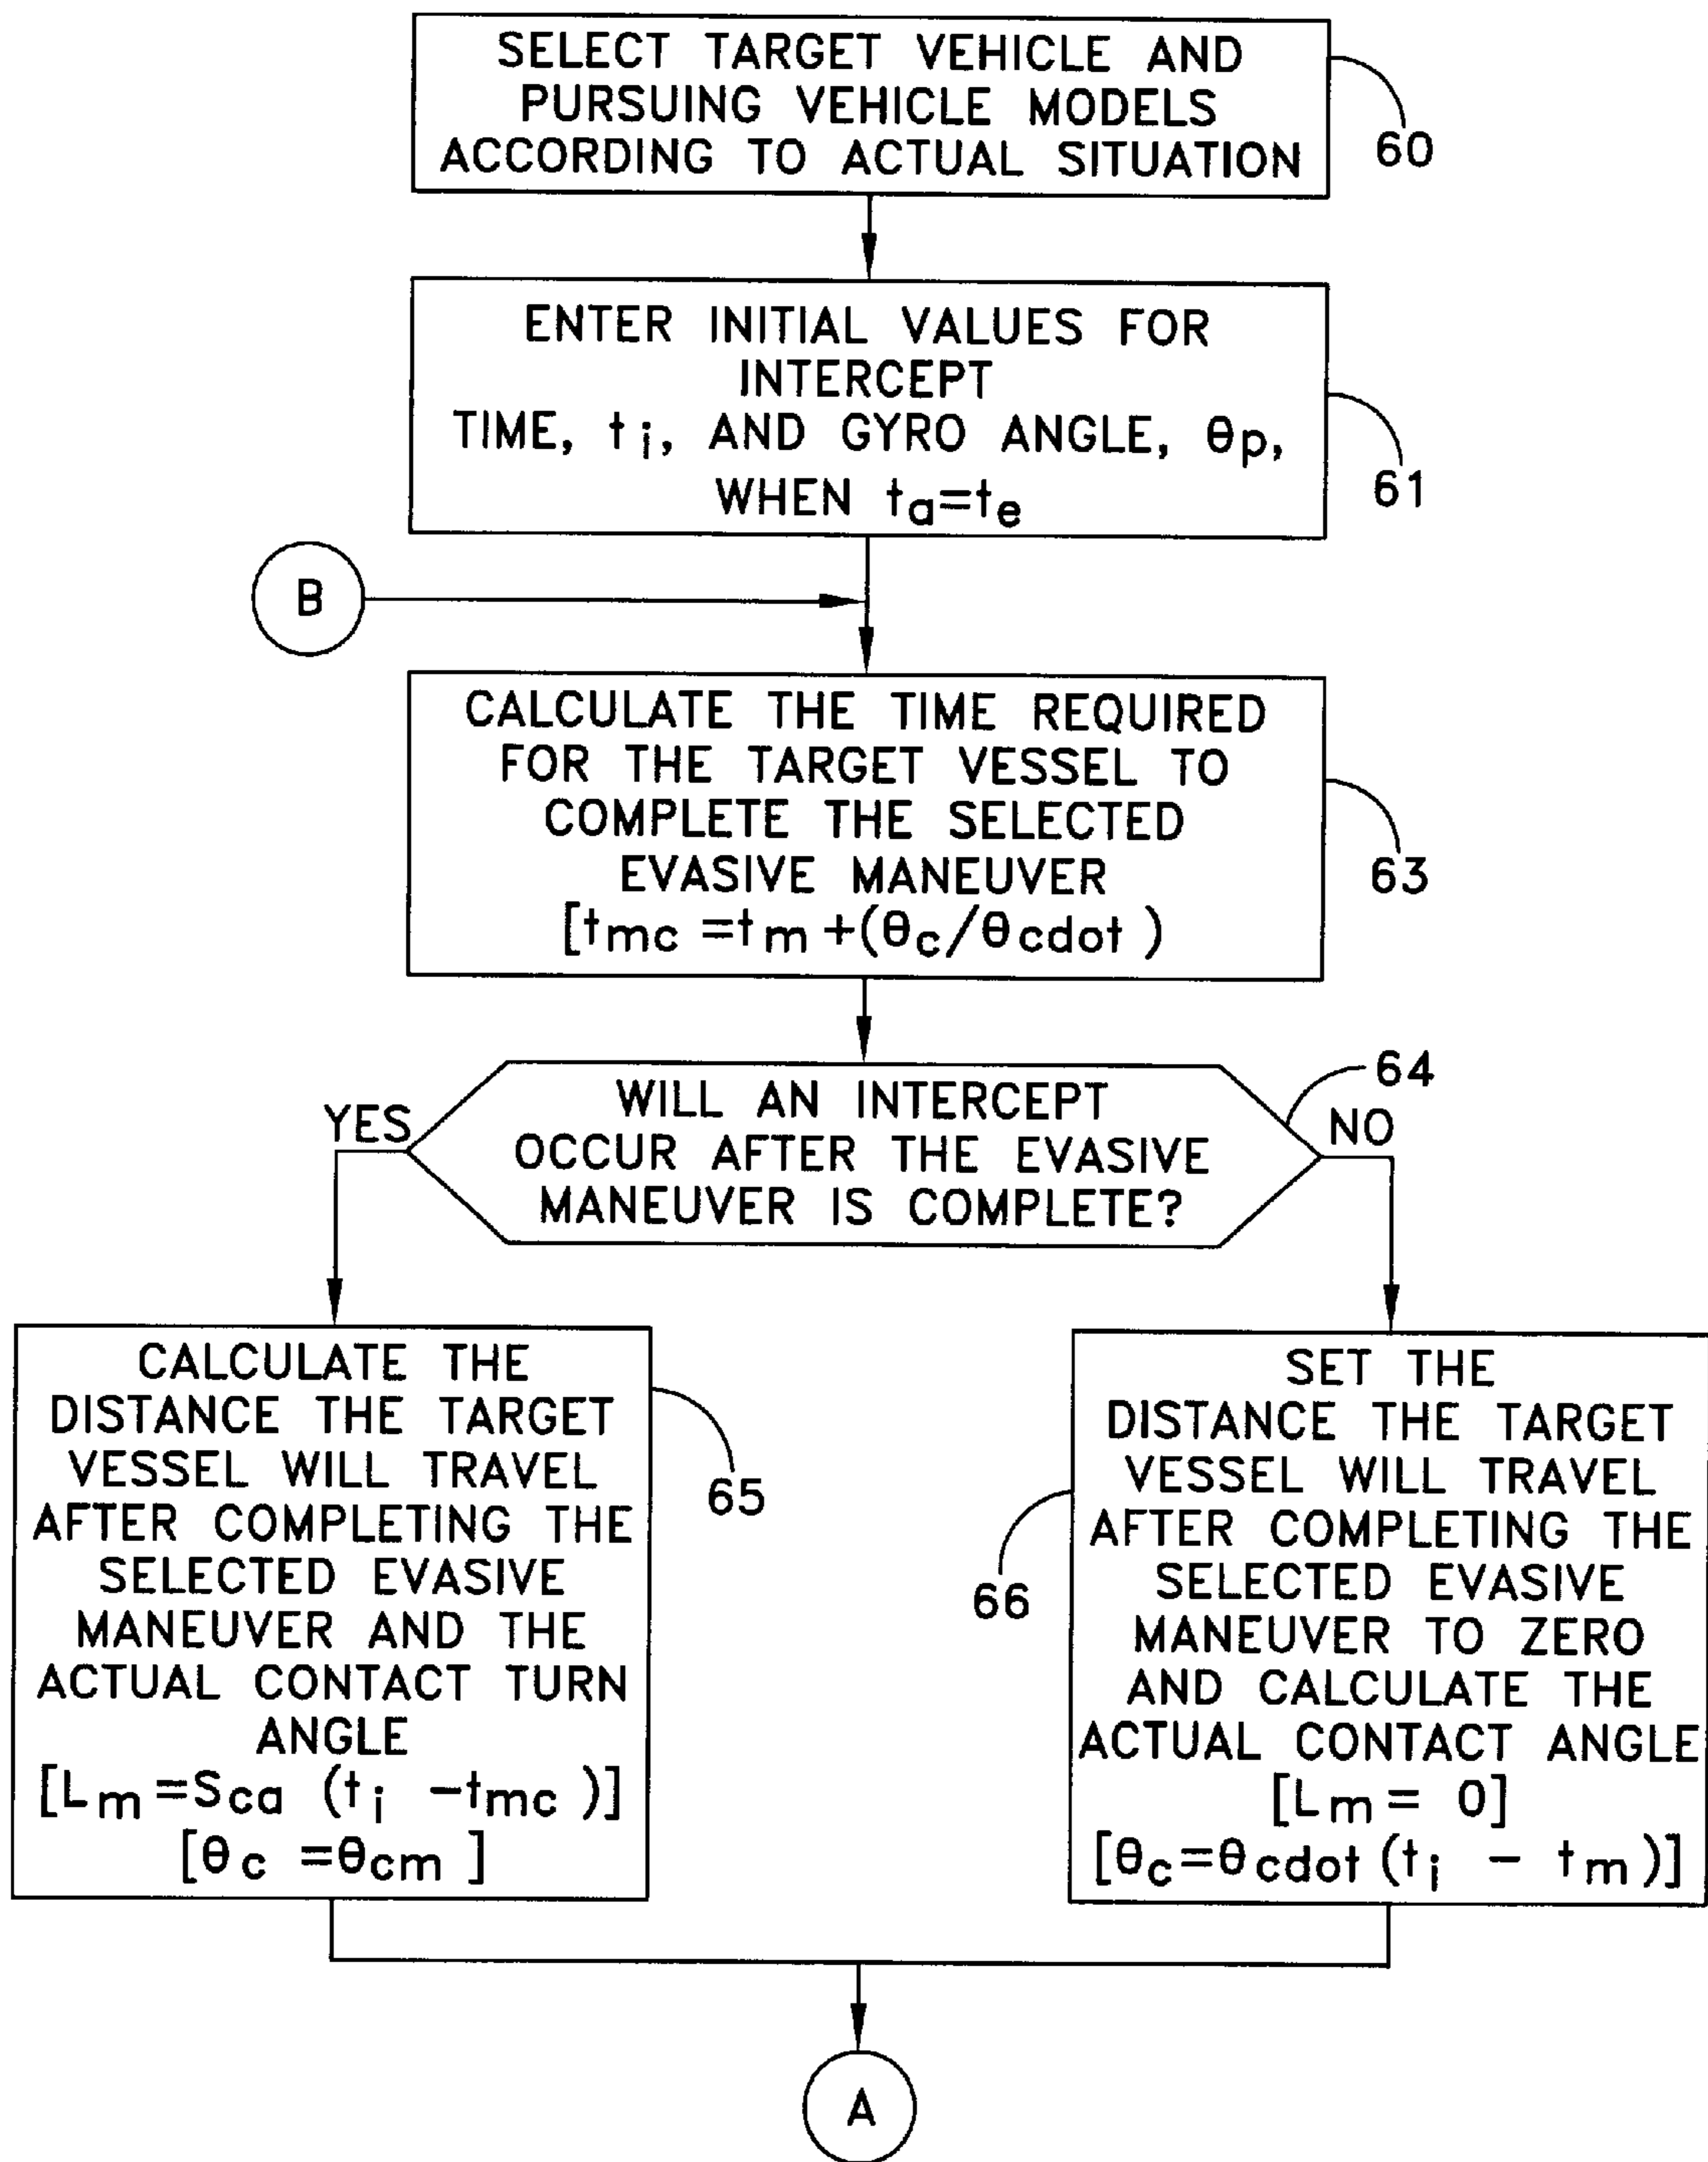 SELECT TARGET VEHICLE AND
PURSUING VEHICLE MODELS
ACCORDING TO ACTUAL SITUATION
60
ENTER INITIAL VALUES FOR
INTERCEPT
TIME, ti, AND GYRO ANGLE, θp,
WHEN ta=te
61
B
CALCULATE THE TIME REQUIRED
FOR THE TARGET VESSEL TO
COMPLETE THE SELECTED
EVASIVE MANEUVER
[tmc =tm +(θc/θcdot )
63
WILL AN INTERCEPT
OCCUR AFTER THE EVASIVE
MANEUVER IS COMPLETE?
64
YES
NO
CALCULATE THE
DISTANCE THE TARGET
VESSEL WILL TRAVEL
AFTER COMPLETING THE
SELECTED EVASIVE
MANEUVER AND THE
ACTUAL CONTACT TURN
ANGLE
[Lm =Sca (ti -tmc )]
[θc =θcm ]
65
SET THE
DISTANCE THE TARGET
VESSEL WILL TRAVEL
AFTER COMPLETING THE
SELECTED EVASIVE
MANEUVER TO ZERO
AND CALCULATE THE
ACTUAL CONTACT ANGLE
[Lm = 0]
[θc=θcdot (ti - tm )]
66
A